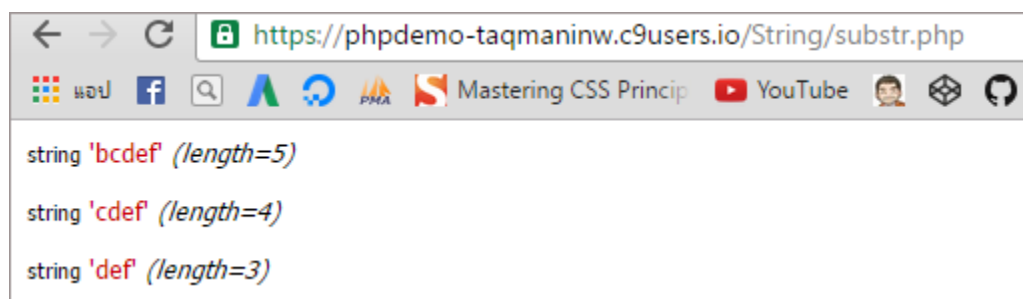 https://phpdemo-taqmaninw.c9users.io/String/substr.php
แอป PMA Mastering CSS Princip YouTube
string 'bcdef' (length=5)
string 'cdef' (length=4)
string 'def' (length=3)